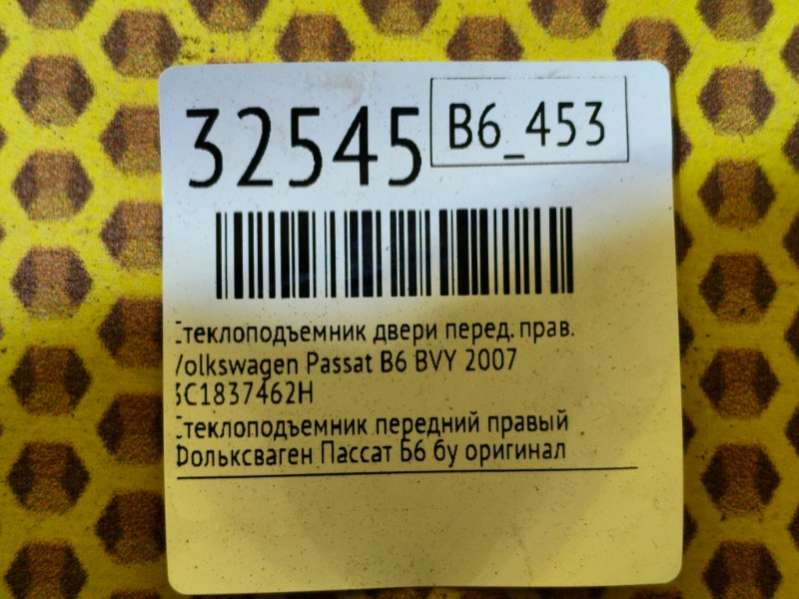 32545
B6_453
Стеклоподъемник двери перед. прав.
Volkswagen Passat B6 BVY 2007
3C1837462H
Стеклоподъемник передний правый
Фольксваген Пассат Б6 бу оригинал